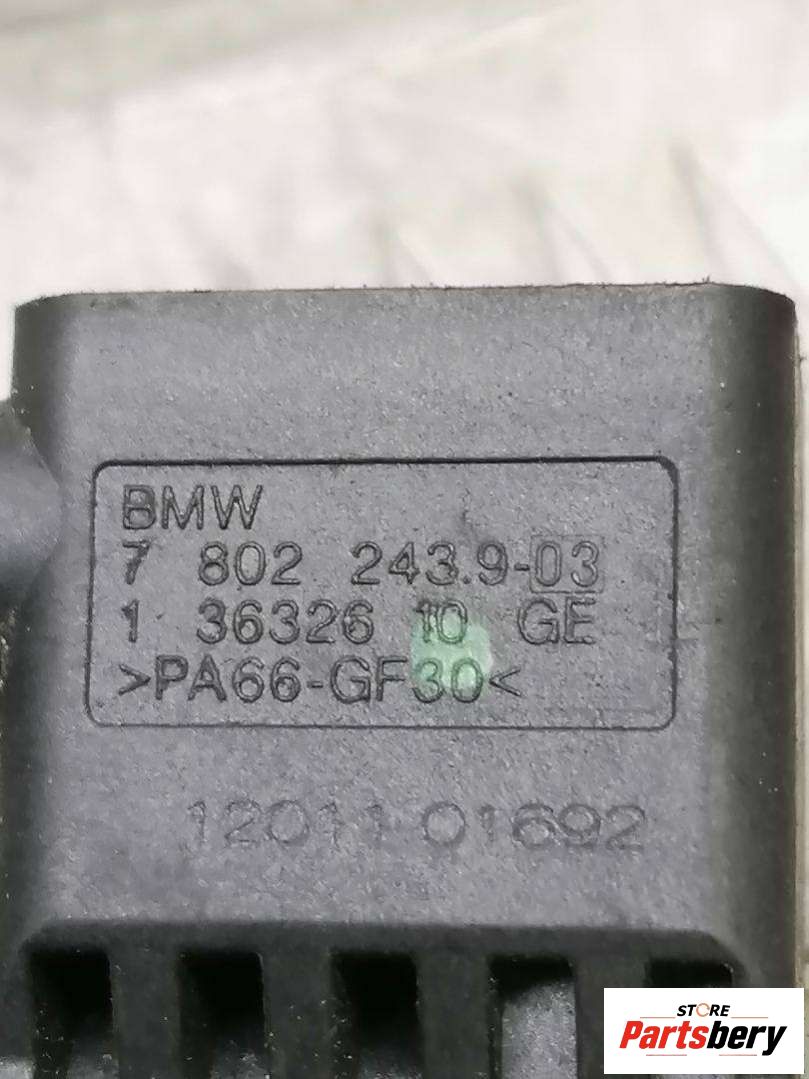 BMW
7 802 243.9-03
1 36326 10 GE
>PA66-GF30<
12011 01692
STORE
Partsbery